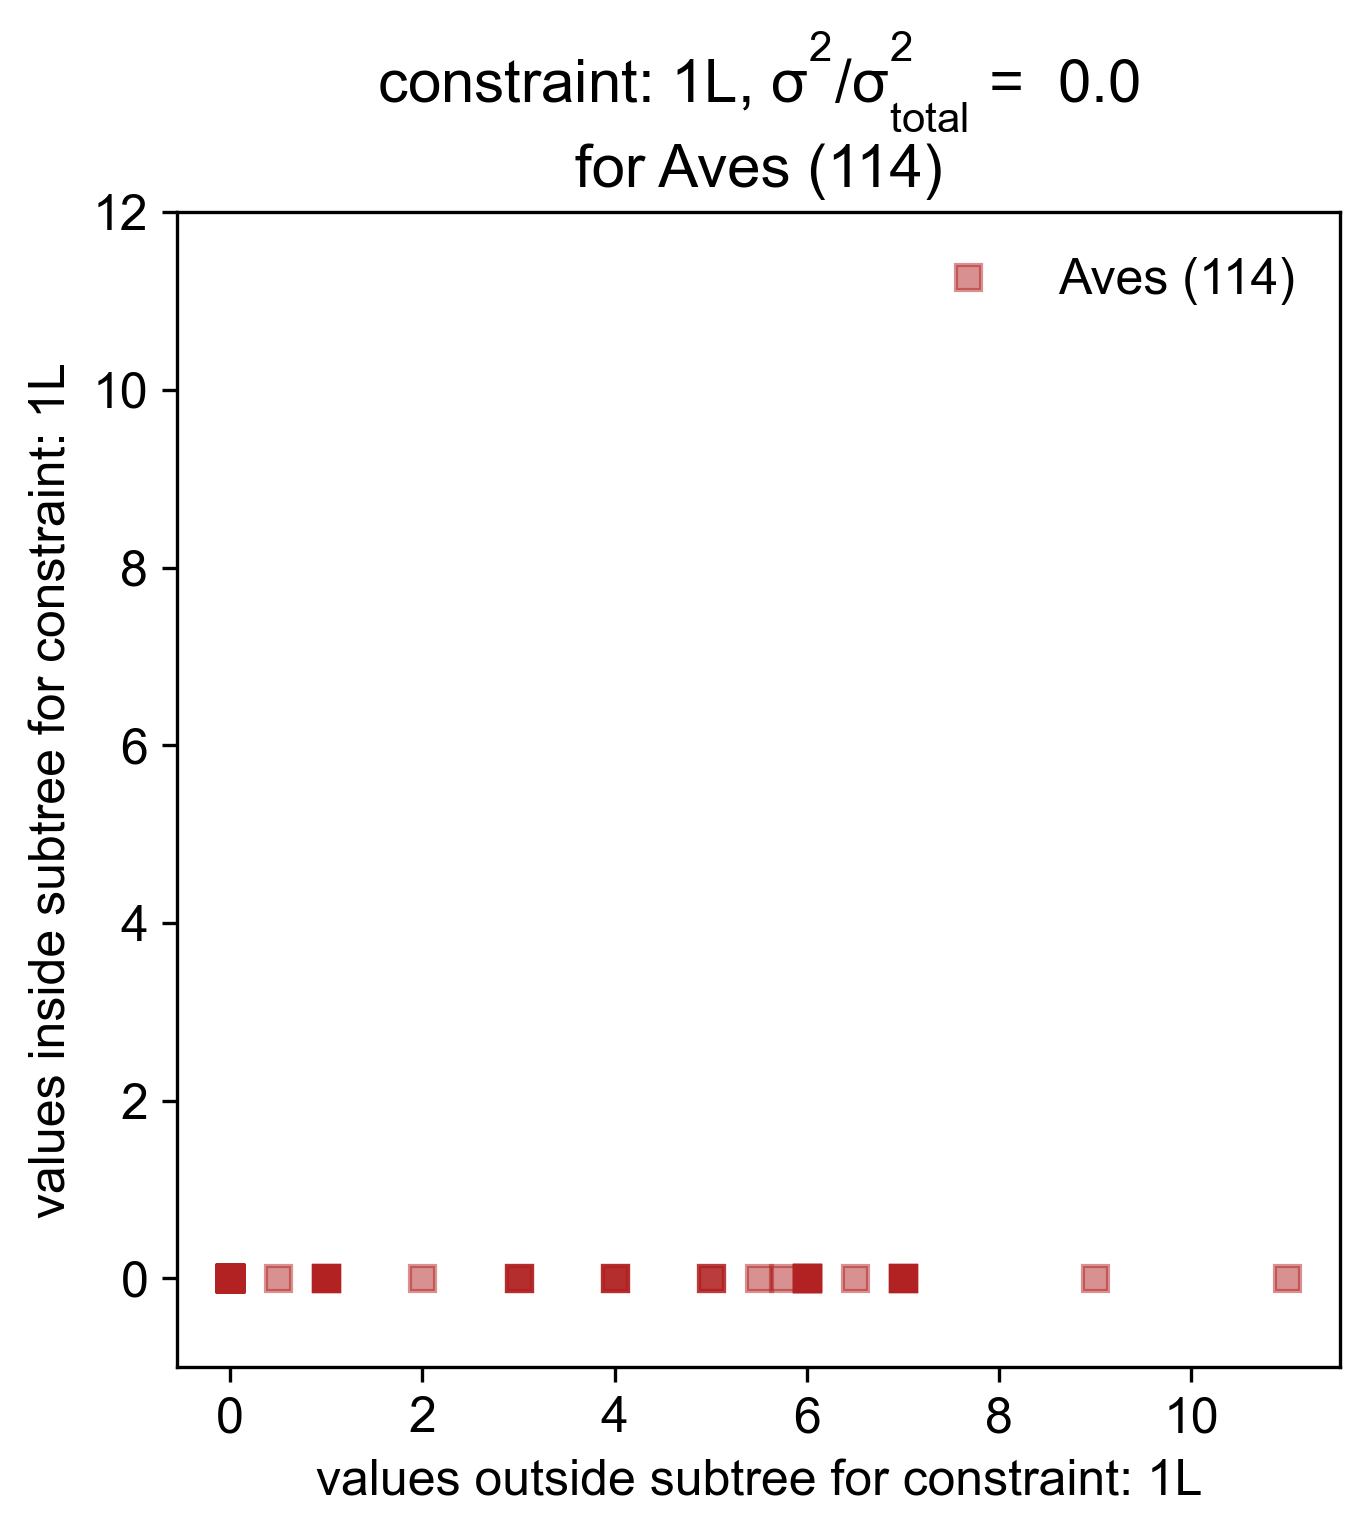 constraint: 1L, σ²/σ²total = 0.0
for Aves (114)
Aves (114)
values inside subtree for constraint: 1L
12
10
8
6
4
2
0
0 2 4 6 8 10
values outside subtree for constraint: 1L